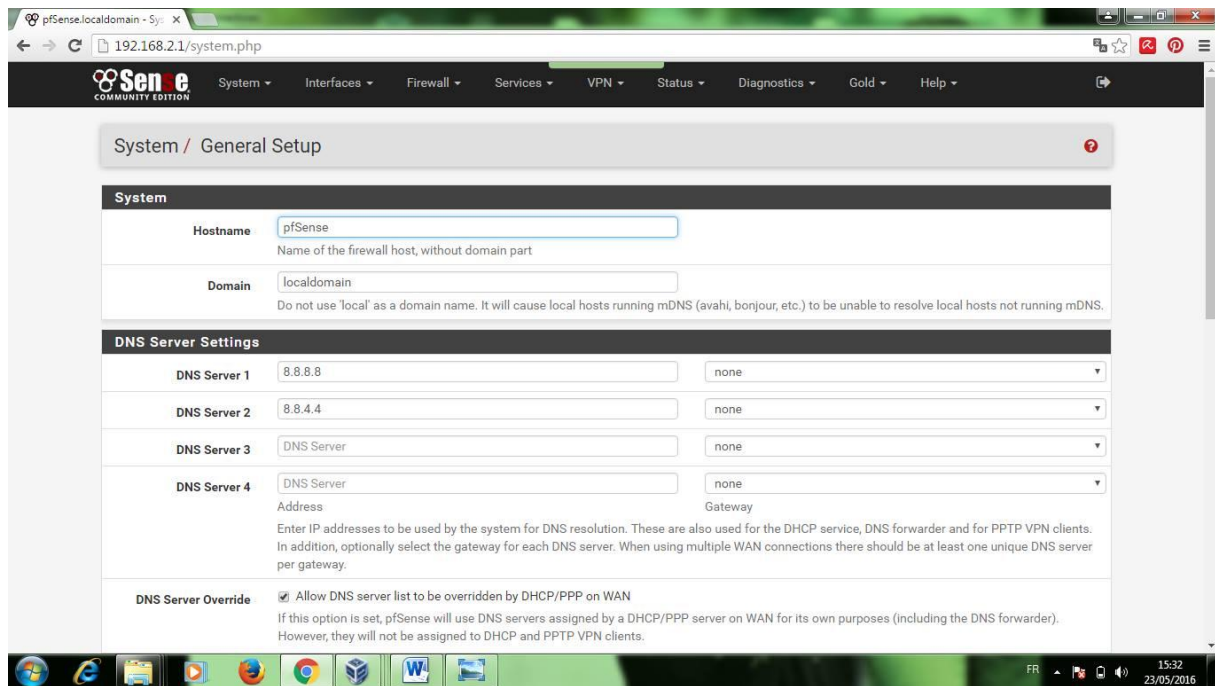 pfSense.localdomain - Sy
192.168.2.1/system.php
Sense
COMMUNITY EDITION
System
Interfaces
Firewall
Services
VPN
Status
Diagnostics
Gold
Help
System / General Setup
System
Hostname
pfSense
Name of the firewall host, without domain part
Domain
localdomain
Do not use 'local' as a domain name. It will cause local hosts running mDNS (avahi, bonjour, etc.) to be unable to resolve local hosts not running mDNS.
DNS Server Settings
DNS Server 1
8.8.8.8
none
DNS Server 2
8.8.4.4
none
DNS Server 3
DNS Server
none
DNS Server 4
DNS Server
none
Address
Gateway
Enter IP addresses to be used by the system for DNS resolution. These are also used for the DHCP service, DNS forwarder and for PPTP VPN clients.
In addition, optionally select the gateway for each DNS server. When using multiple WAN connections there should be at least one unique DNS server
per gateway.
DNS Server Override
Allow DNS server list to be overridden by DHCP/PPP on WAN
If this option is set, pfSense will use DNS servers assigned by a DHCP/PPP server on WAN for its own purposes (including the DNS forwarder).
However, they will not be assigned to DHCP and PPTP VPN clients.
FR
15:32
23/05/2016